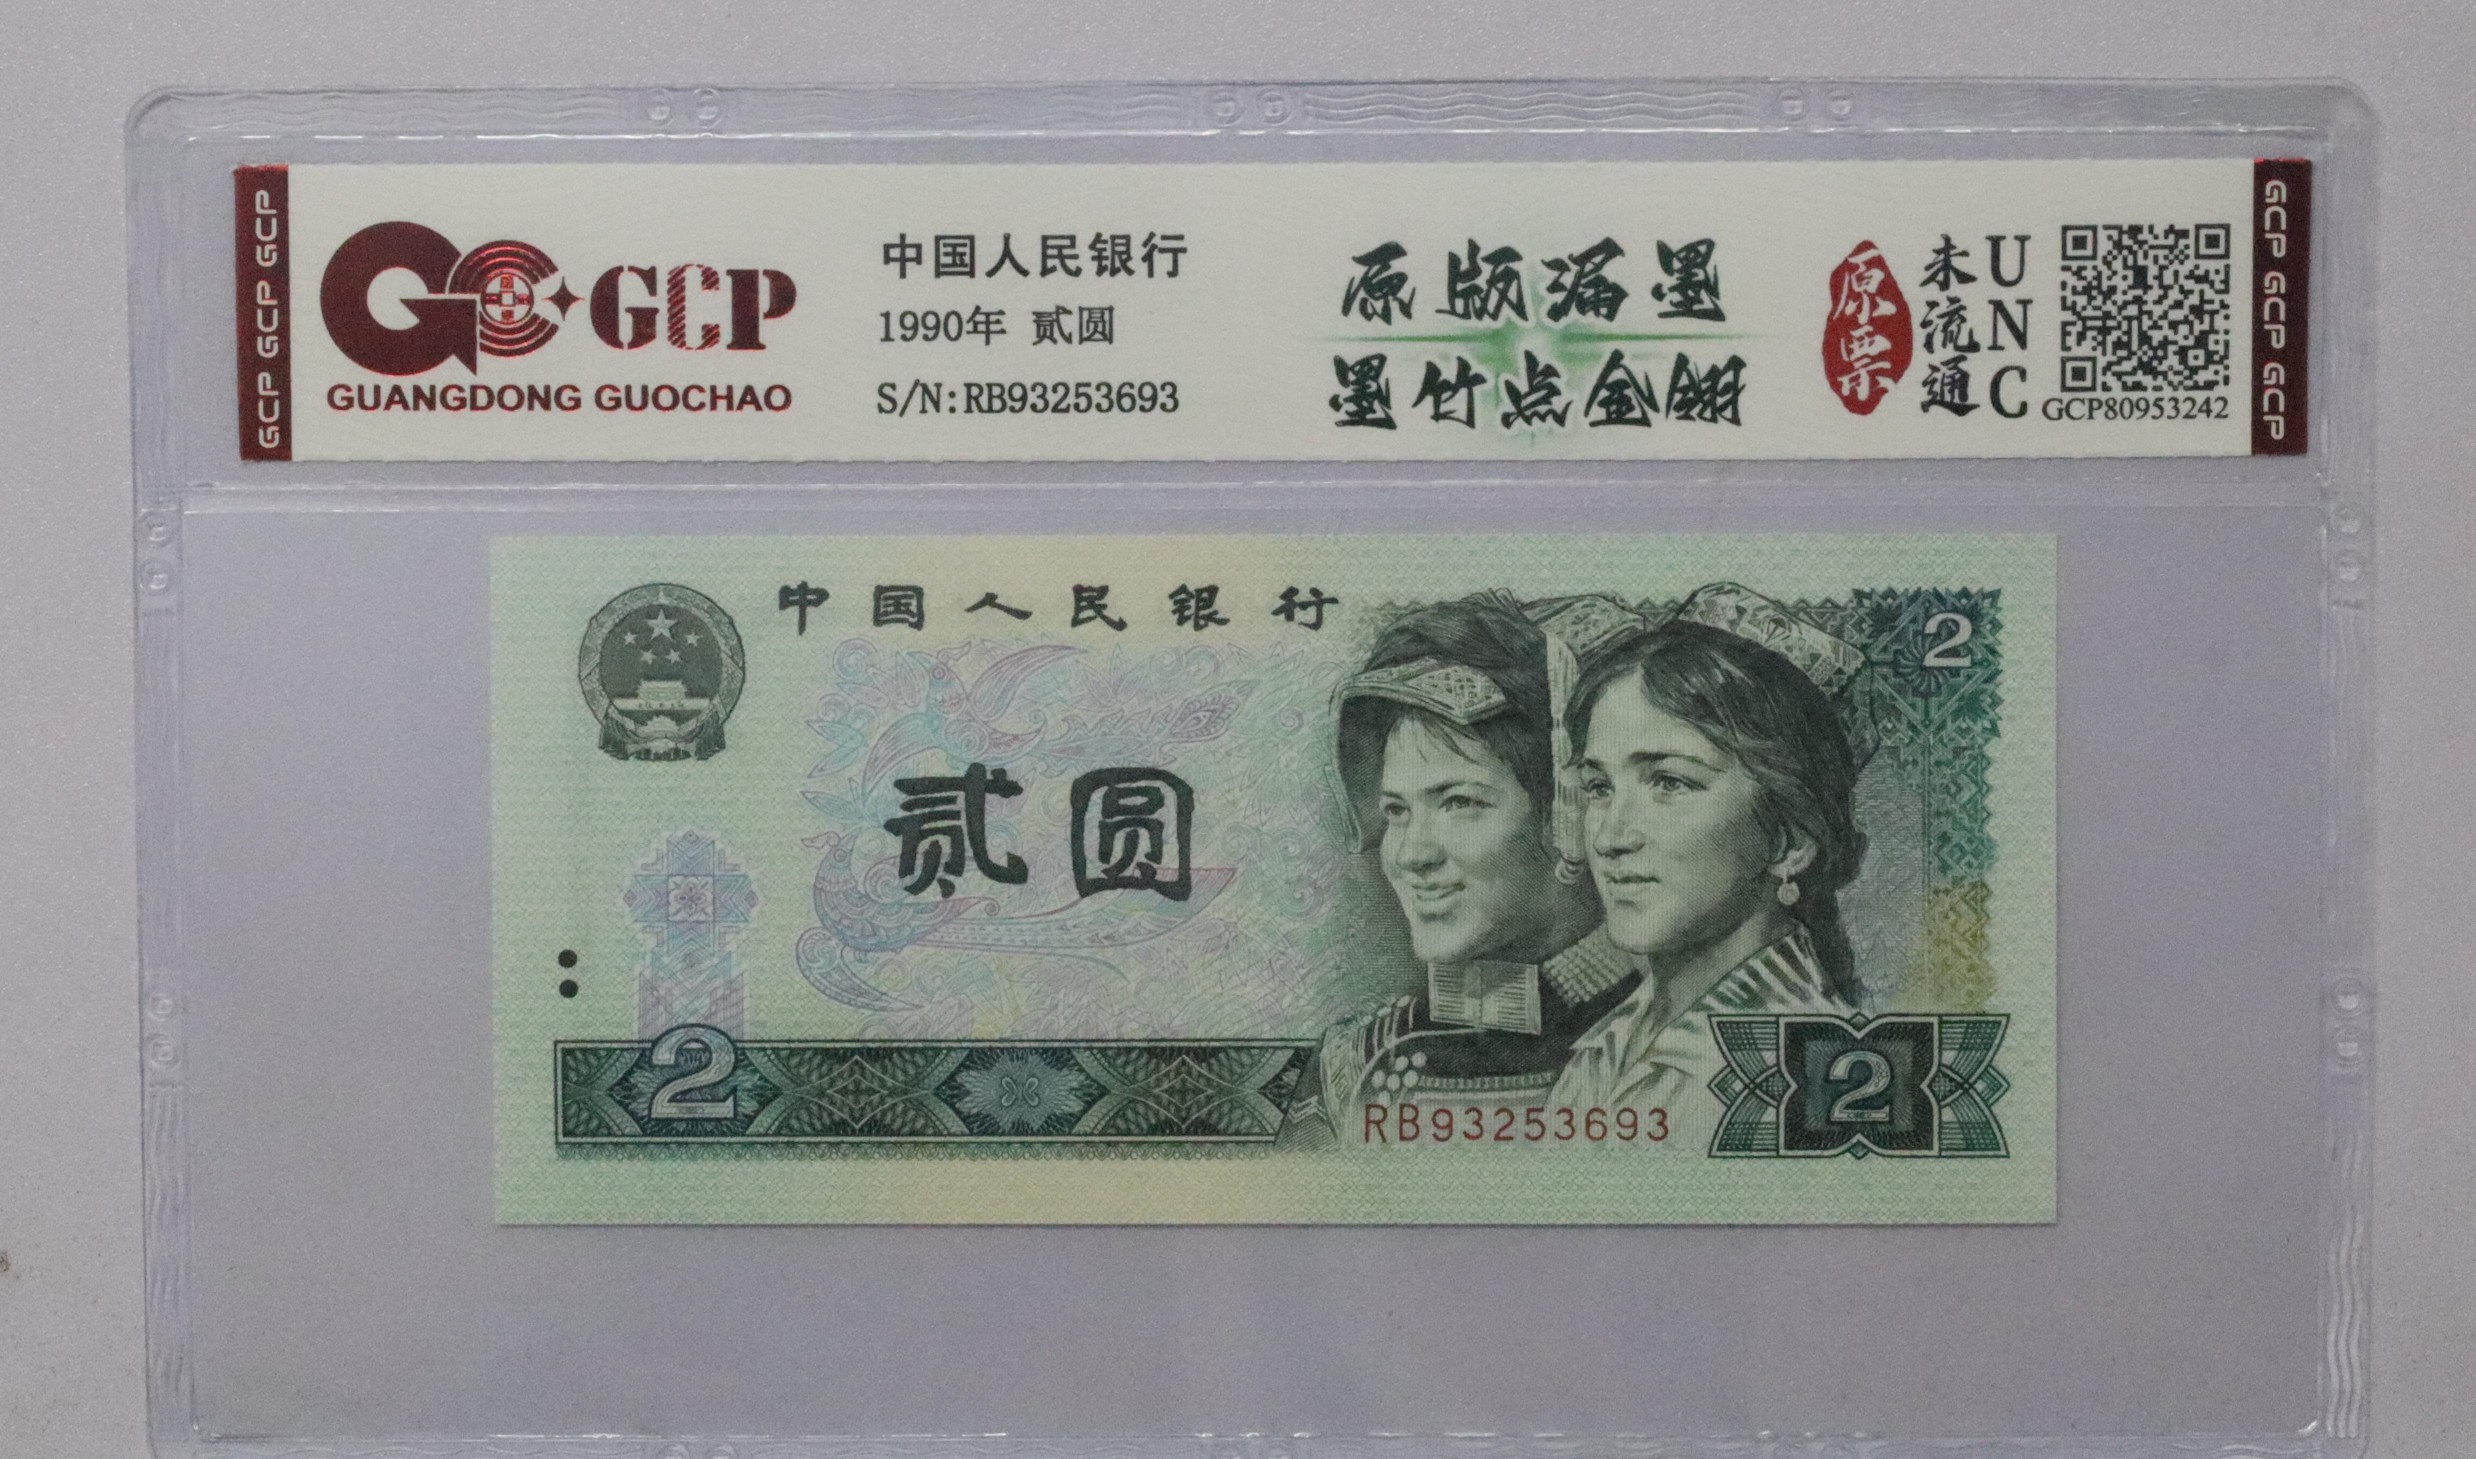 GCP GCP GCP
GCP
GUANGDONG GUOCHAO
中国人民银行
1990年 贰圆
S/N:RB93253693
原版漏墨
墨竹点金翎
原票
未流通
UNC
GCP80953242
GCP GCP GCP
中国人民银行
2
贰圆
2
RB93253693
2